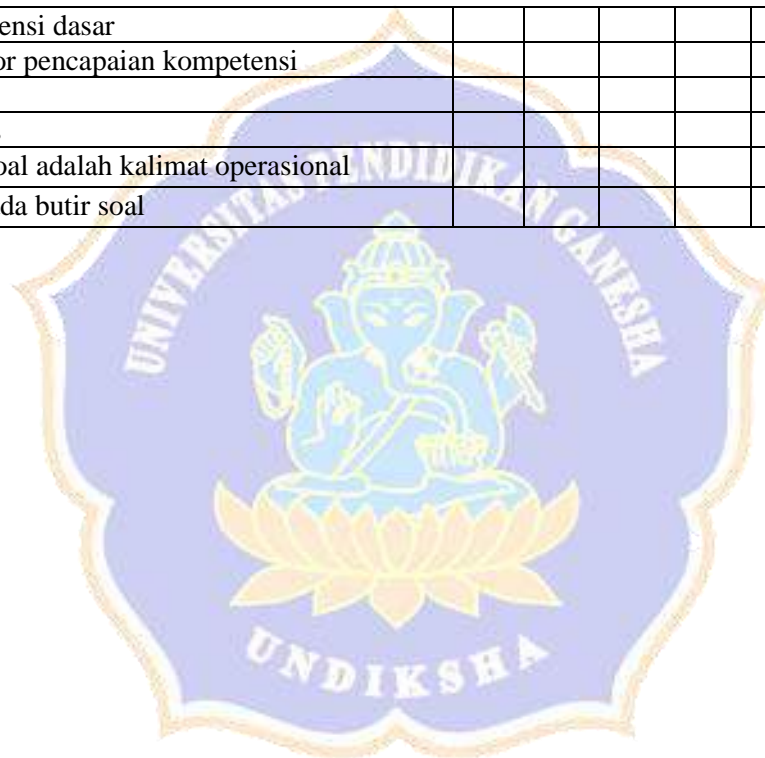 ensi dasar
or pencapaian kompetensi
oal adalah kalimat operasional
da butir soal
UNIVERSITAS PENDIDIKAN GANESHA
UNDIKSHA